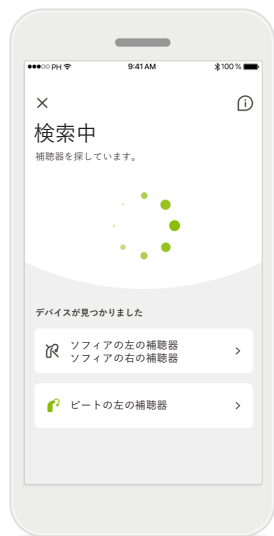 PH
9:41 AM
100 %
検索中
補聴器を探しています。
デバイスが見つかりました
ソフィアの左の補聴器
ソフィアの右の補聴器
ピートの左の補聴器